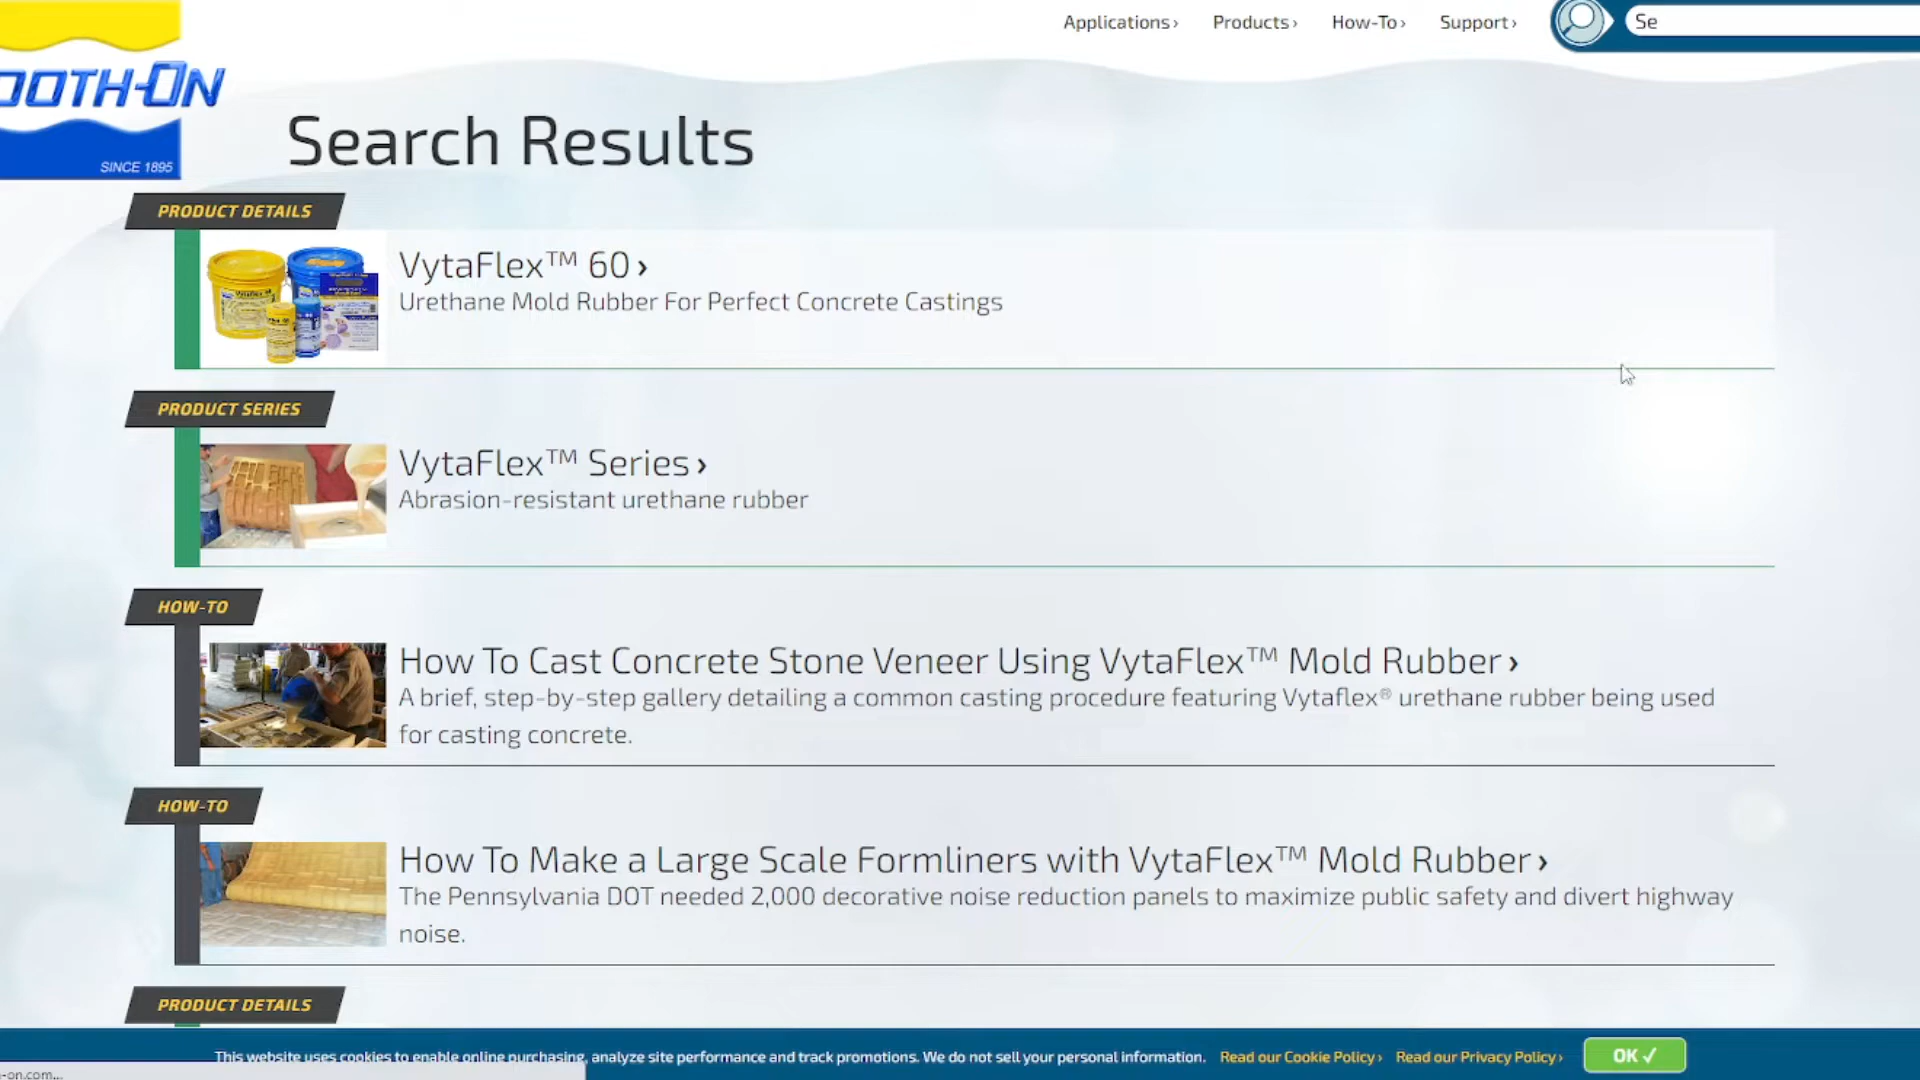 Applications› Products› How-To› Support› Se
OOTH-ON
SINCE 1895
Search Results
PRODUCT DETAILS
VytaFlex™ 60›
Urethane Mold Rubber For Perfect Concrete Castings
PRODUCT SERIES
VytaFlex™ Series›
Abrasion-resistant urethane rubber
HOW-TO
How To Cast Concrete Stone Veneer Using VytaFlex™ Mold Rubber›
A brief, step-by-step gallery detailing a common casting procedure featuring Vytaflex® urethane rubber being used
for casting concrete.
HOW-TO
How To Make a Large Scale Formliners with VytaFlex™ Mold Rubber›
The Pennsylvania DOT needed 2,000 decorative noise reduction panels to maximize public safety and divert highway
noise.
PRODUCT DETAILS
This website uses cookies to enable online purchasing, analyze site performance and track promotions. We do not sell your personal information. Read our Cookie Policy› Read our Privacy Policy› OK ✓
-on.com...